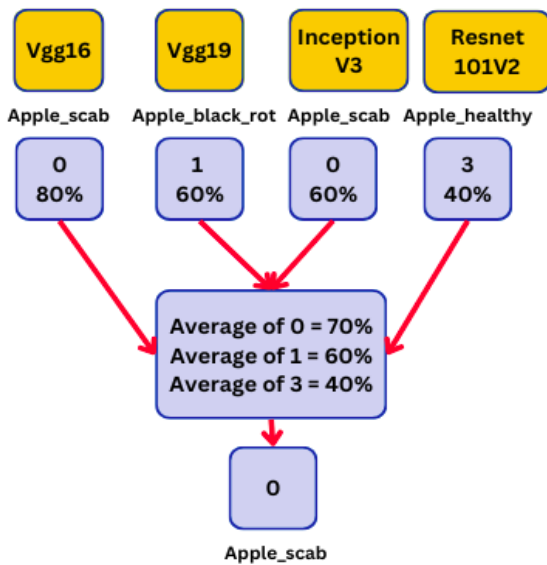 Vgg16
Vgg19
Inception
V3
Resnet
101V2
Apple_scab
Apple_black_rot
Apple_scab
Apple_healthy
0
80%
1
60%
0
60%
3
40%
Average of 0 = 70%
Average of 1 = 60%
Average of 3 = 40%
0
Apple_scab